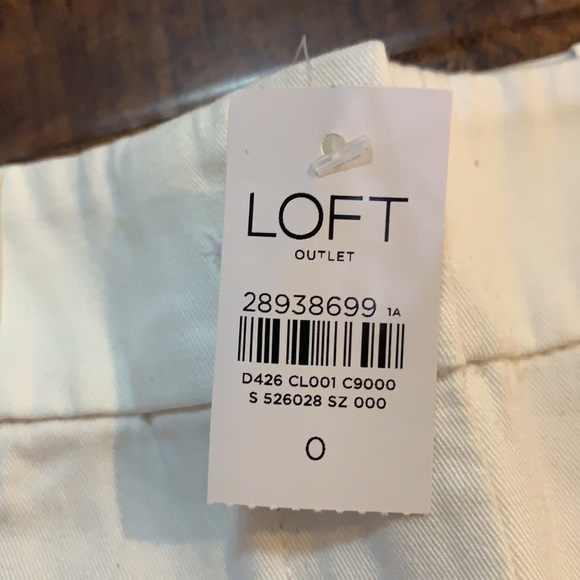 LOFT
OUTLET
28938699 1A
D426 CL001 C9000
S 526028 SZ 000
0